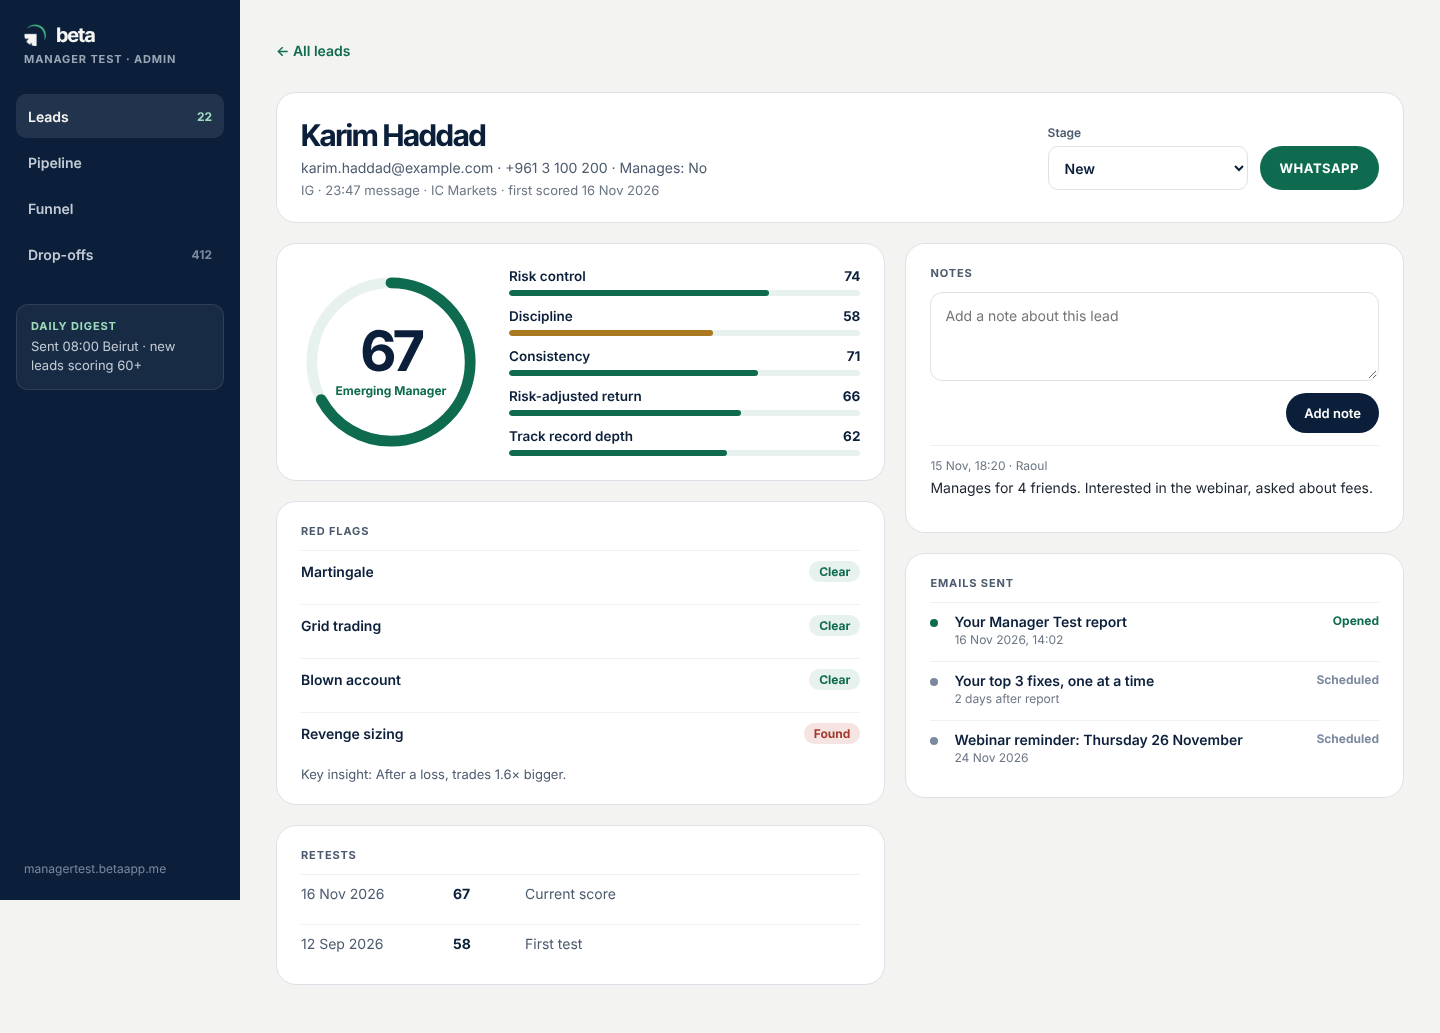 beta
MANAGER TEST · ADMIN
Leads 22
Pipeline
Funnel
Drop-offs 412
DAILY DIGEST
Sent 08:00 Beirut · new
leads scoring 60+
managertest.betaapp.me
← All leads
Karim Haddad
karim.haddad@example.com · +961 3 100 200 · Manages: No
IG · 23:47 message · IC Markets · first scored 16 Nov 2026
Stage
New
WHATSAPP
67
Emerging Manager
Risk control 74
Discipline 58
Consistency 71
Risk-adjusted return 66
Track record depth 62
RED FLAGS
Martingale Clear
Grid trading Clear
Blown account Clear
Revenge sizing Found
Key insight: After a loss, trades 1.6× bigger.
RETESTS
16 Nov 2026 67 Current score
12 Sep 2026 58 First test
NOTES
Add a note about this lead
Add note
15 Nov, 18:20 · Raoul
Manages for 4 friends. Interested in the webinar, asked about fees.
EMAILS SENT
Your Manager Test report Opened
16 Nov 2026, 14:02
Your top 3 fixes, one at a time Scheduled
2 days after report
Webinar reminder: Thursday 26 November Scheduled
24 Nov 2026